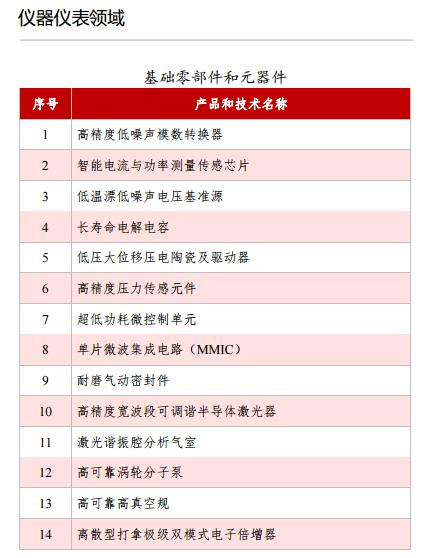 仪器仪表领域
基础零部件和元器件
序号 产品和技术名称
1 高精度低噪声模数转换器
2 智能电流与功率测量传感芯片
3 低温漂低噪声电压基准源
4 长寿命电解电容
5 低压大位移压电陶瓷及驱动器
6 高精度压力传感元件
7 超低功耗微控制单元
8 单片微波集成电路（MMIC）
9 耐磨气动密封件
10 高精度宽波段可调谐半导体激光器
11 激光谐振腔分析气室
12 高可靠涡轮分子泵
13 高可靠高真空规
14 离散型打拿极级双模式电子倍增器